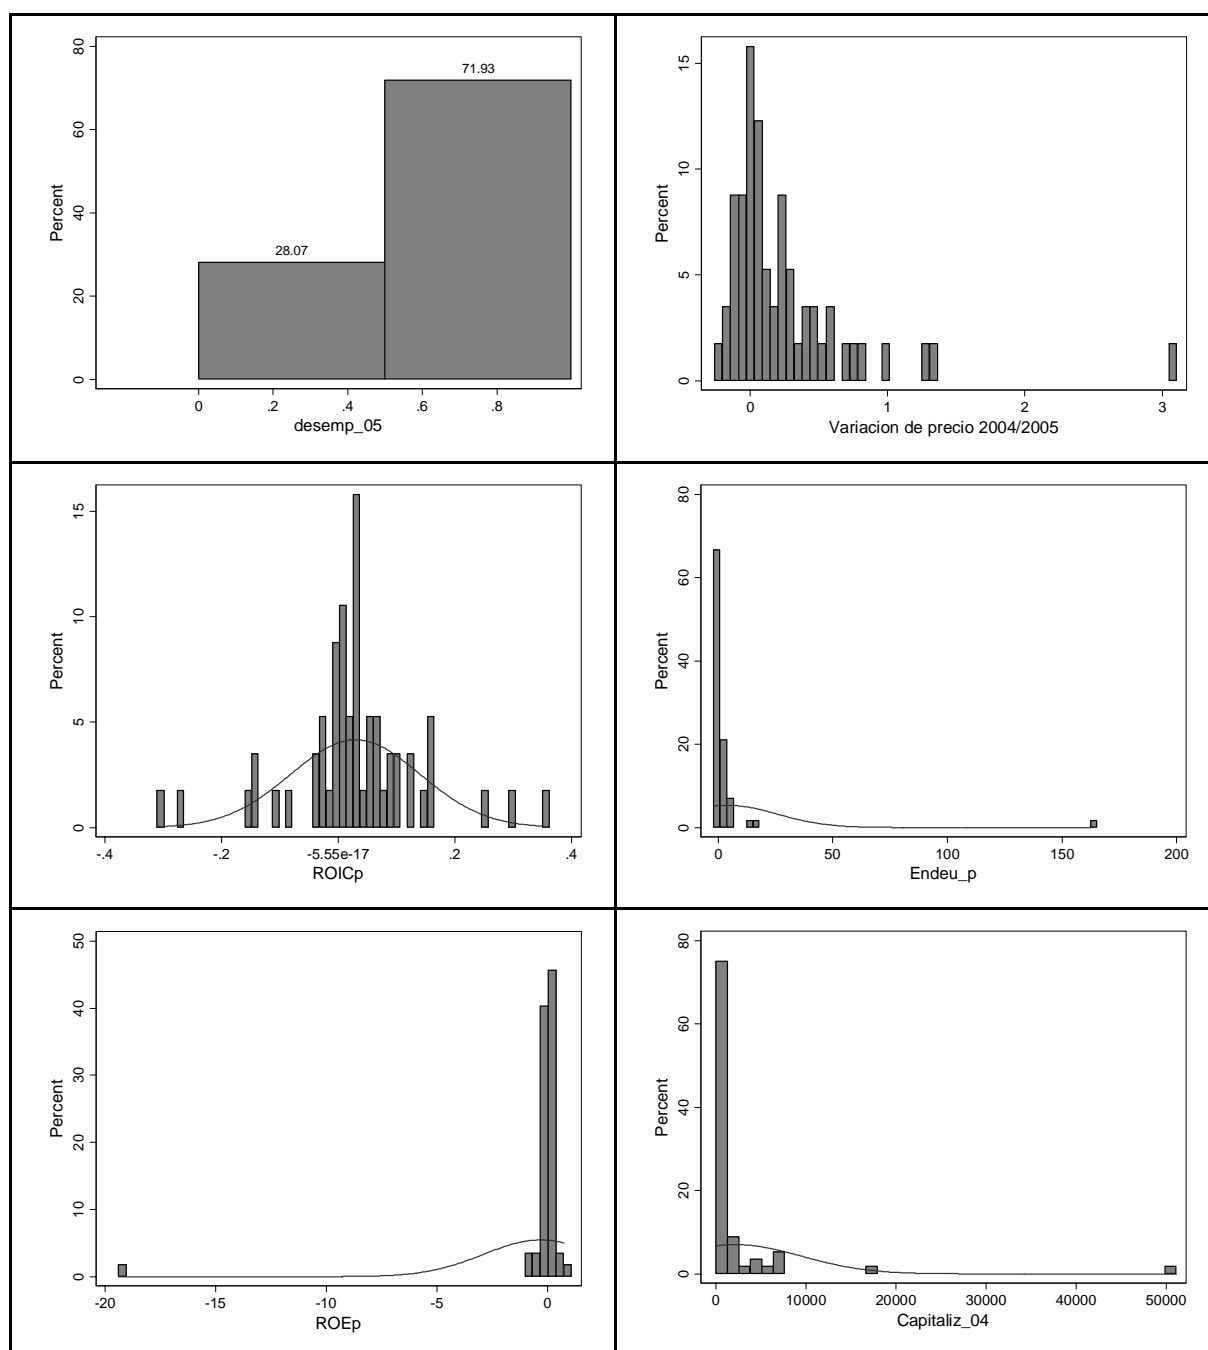 80
60
40
20
0
Percent
28.07
71.93
0 .2 .4 .6 .8
desemp_05
15
10
5
0
Percent
0 1 2 3
Variacion de precio 2004/2005
15
10
5
0
Percent
-.4 -.2 -5.55e-17 .2 .4
ROICp
80
60
40
20
0
Percent
0 50 100 150 200
Endeu_p
50
40
30
20
10
0
Percent
-20 -15 -10 -5 0
ROEp
80
60
40
20
0
Percent
0 10000 20000 30000 40000 50000
Capitaliz_04